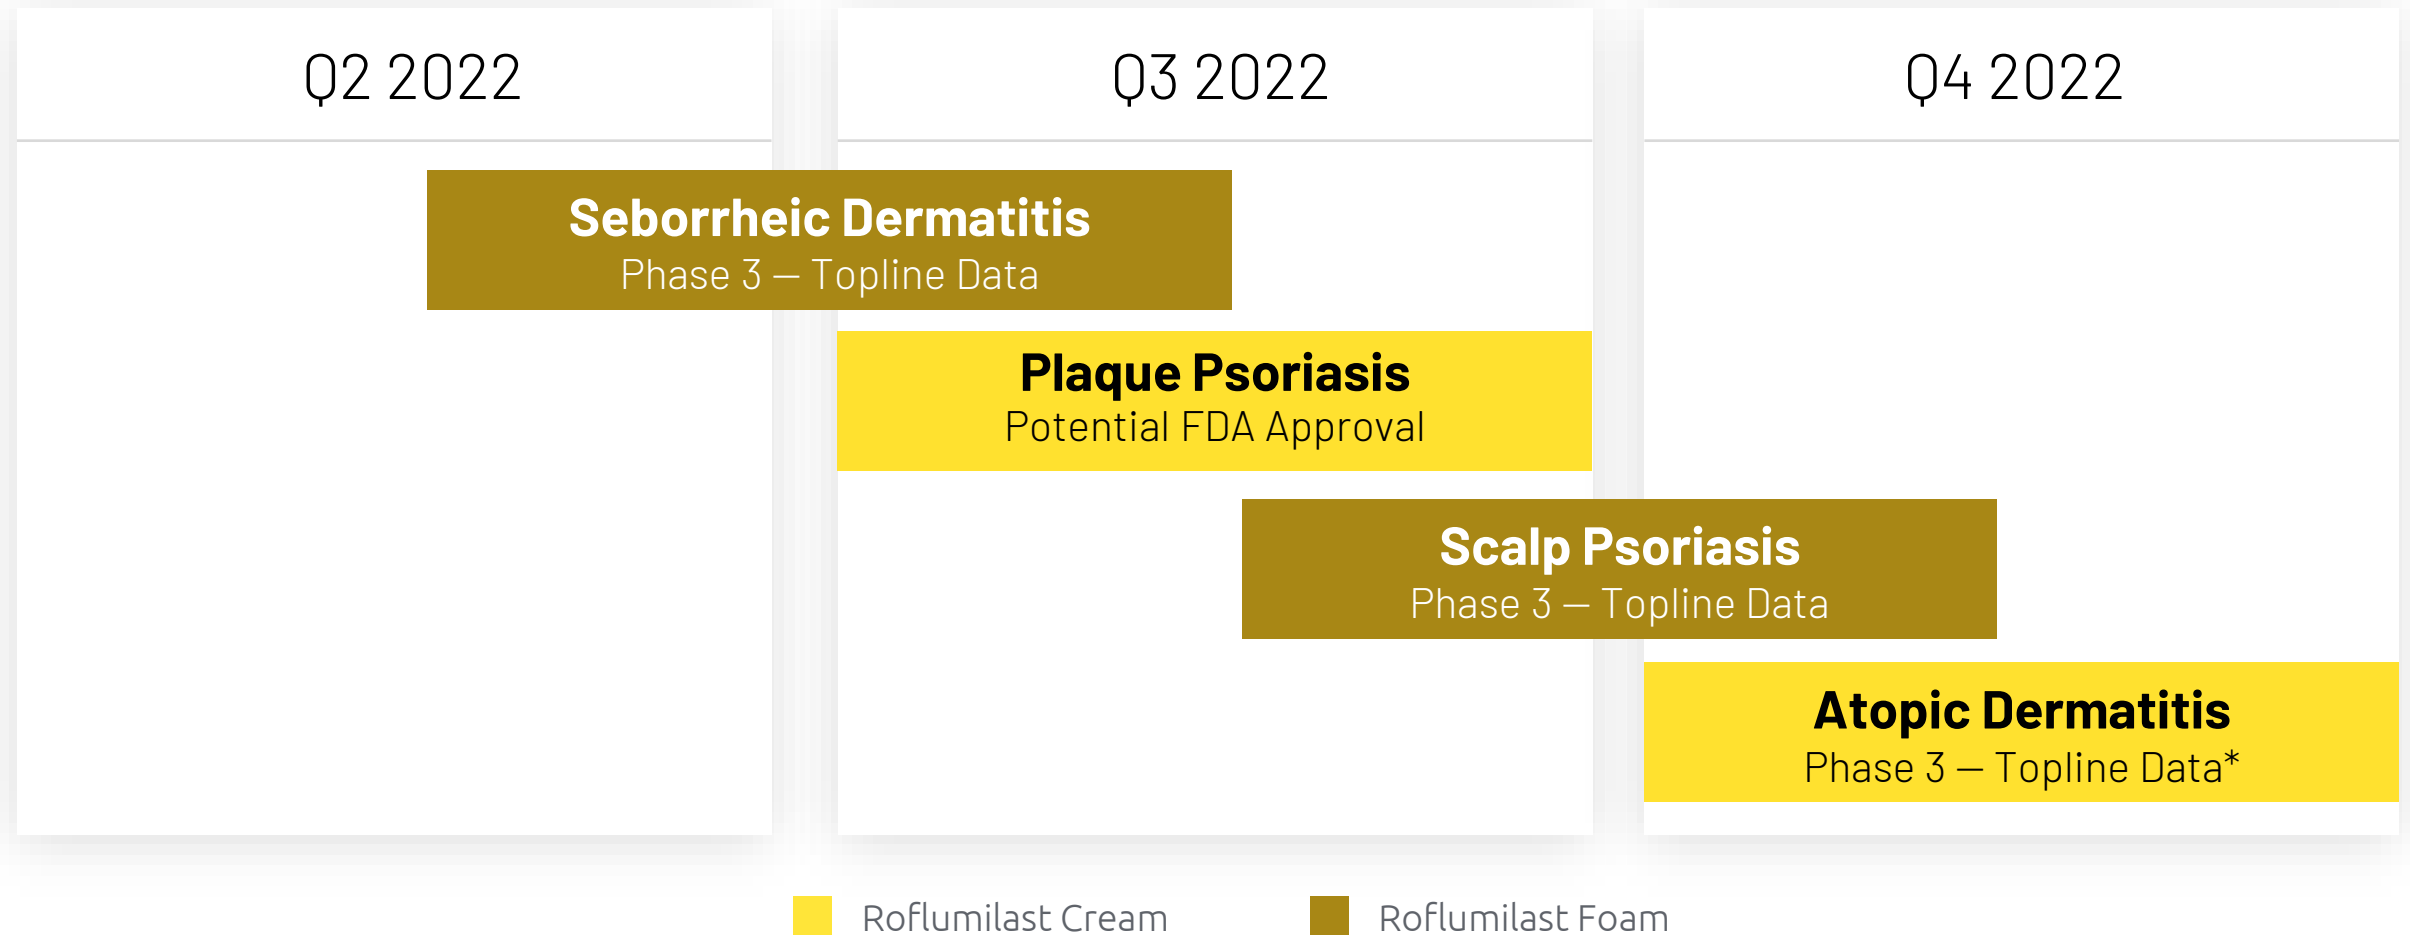 Q2 2022
Q3 2022
Q4 2022
Seborrheic Dermatitis
Phase 3 – Topline Data
Plaque Psoriasis
Potential FDA Approval
Scalp Psoriasis
Phase 3 – Topline Data
Atopic Dermatitis
Phase 3 – Topline Data*
Roflumilast Cream
Roflumilast Foam